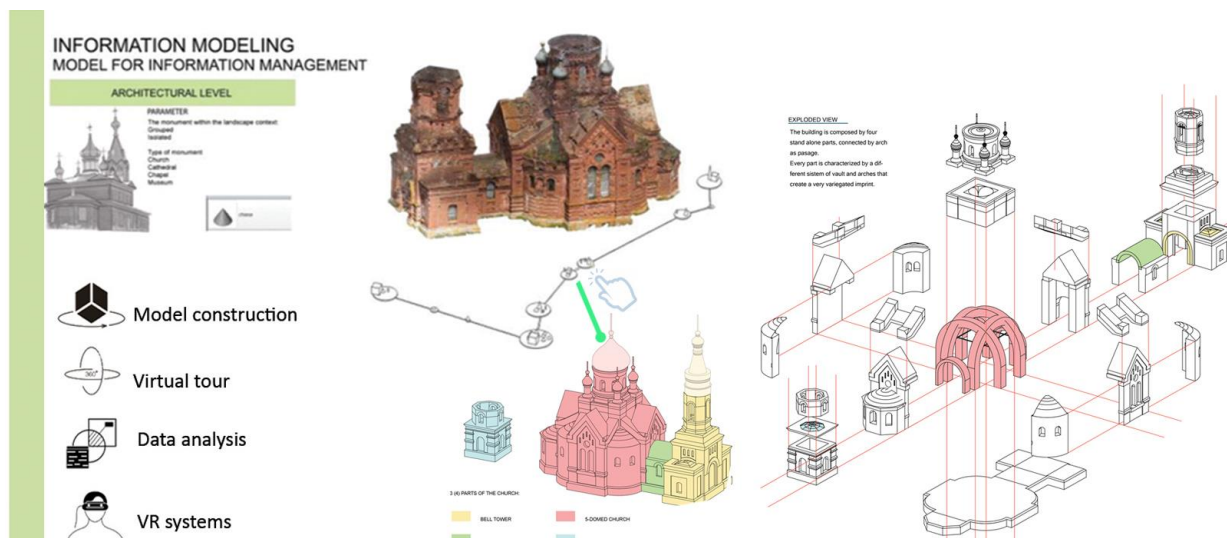 INFORMATION MODELING
MODEL FOR INFORMATION MANAGEMENT
ARCHITECTURAL LEVEL
PARAMETER
The monument within the landscape context:
Grouped
Isolated
Type of monument
Church
Cathedral
Chapel
Museum
Model construction
360°
Virtual tour
Data analysis
VR systems
3 (4) PARTS OF THE CHURCH:
BELL TOWER
5-DOMED CHURCH
EXPLODED VIEW
The building is composed by four
stand alone parts, connected by arch
as pasage.
Every part is characterized by a dif-
ferent sistem of vault and arches that
create a very variegated imprint.